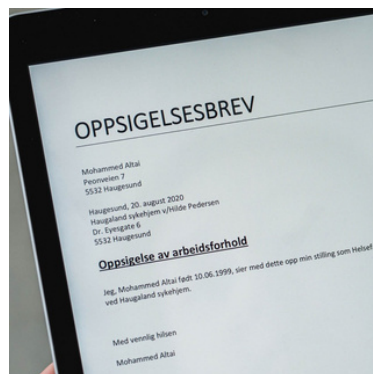 OPPSIGELSESBREV
Mohammed Altai
Peonveien 7
5532 Haugesund
Haugesund, 20. august 2020
Haugaland sykehjem v/Hilde Pedersen
Dr. Eyesgate 6
5532 Haugesund
Oppsigelse av arbeidsforhold
Jeg, Mohammed Altai født 10.06.1999, sier med dette opp min stilling som Helsef
ved Haugaland sykehjem.
Med vennlig hilsen
Mohammed Altai